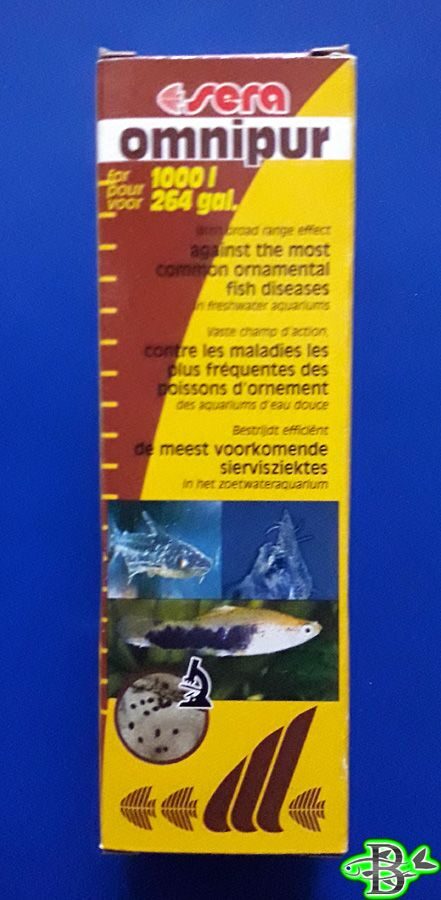 sera
omnipur
for
pour
voor
1000 l
264 gal.
With broad range effect
against the most
common ornamental
fish diseases
in freshwater aquariums
Vaste champ d'action,
contre les maladies les
plus fréquentes des
poissons d'ornement
des aquariums d'eau douce
Bestrijdt efficiënt
de meest voorkomende
siervisziektes
in het zoetwateraquarium
B